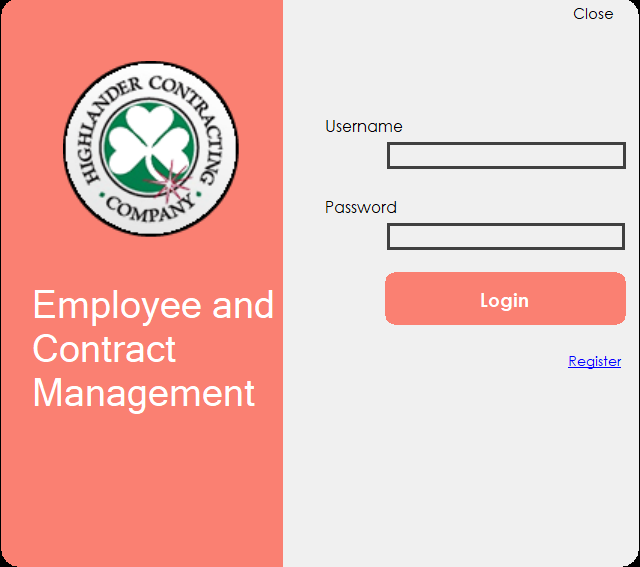 Close
HIGHLANDER CONTRACTING
• COMPANY •
Employee and
Contract
Management
Username
Password
Login
Register